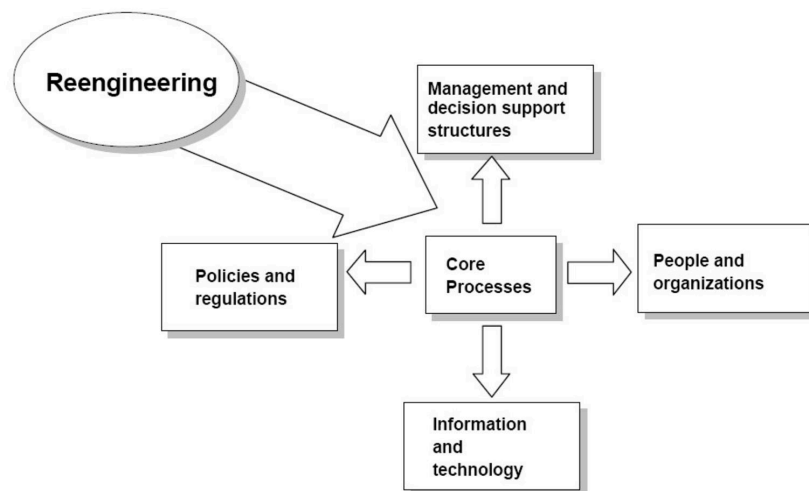 Reengineering
Management and
decision support
structures
Policies and
regulations
Core
Processes
People and
organizations
Information
and
technology